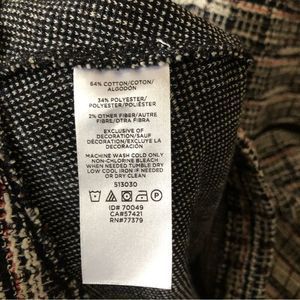 64% COTTON/COTON/
ALGODÓN
34% POLYESTER/
POLYESTER/POLIÉSTER
2% OTHER FIBER/AUTRE
FIBRE/OTRA FIBRA
EXCLUSIVE OF
DECORATION/SAUF
DÉCORATION/EXCLUYE LA
DECORACIÓN
MACHINE WASH COLD ONLY
NON-CHLORINE BLEACH
WHEN NEEDED TUMBLE DRY
LOW COOL IRON IF NEEDED
OR DRY CLEAN
513030
ID# 70049
CA#57421
RN#77379